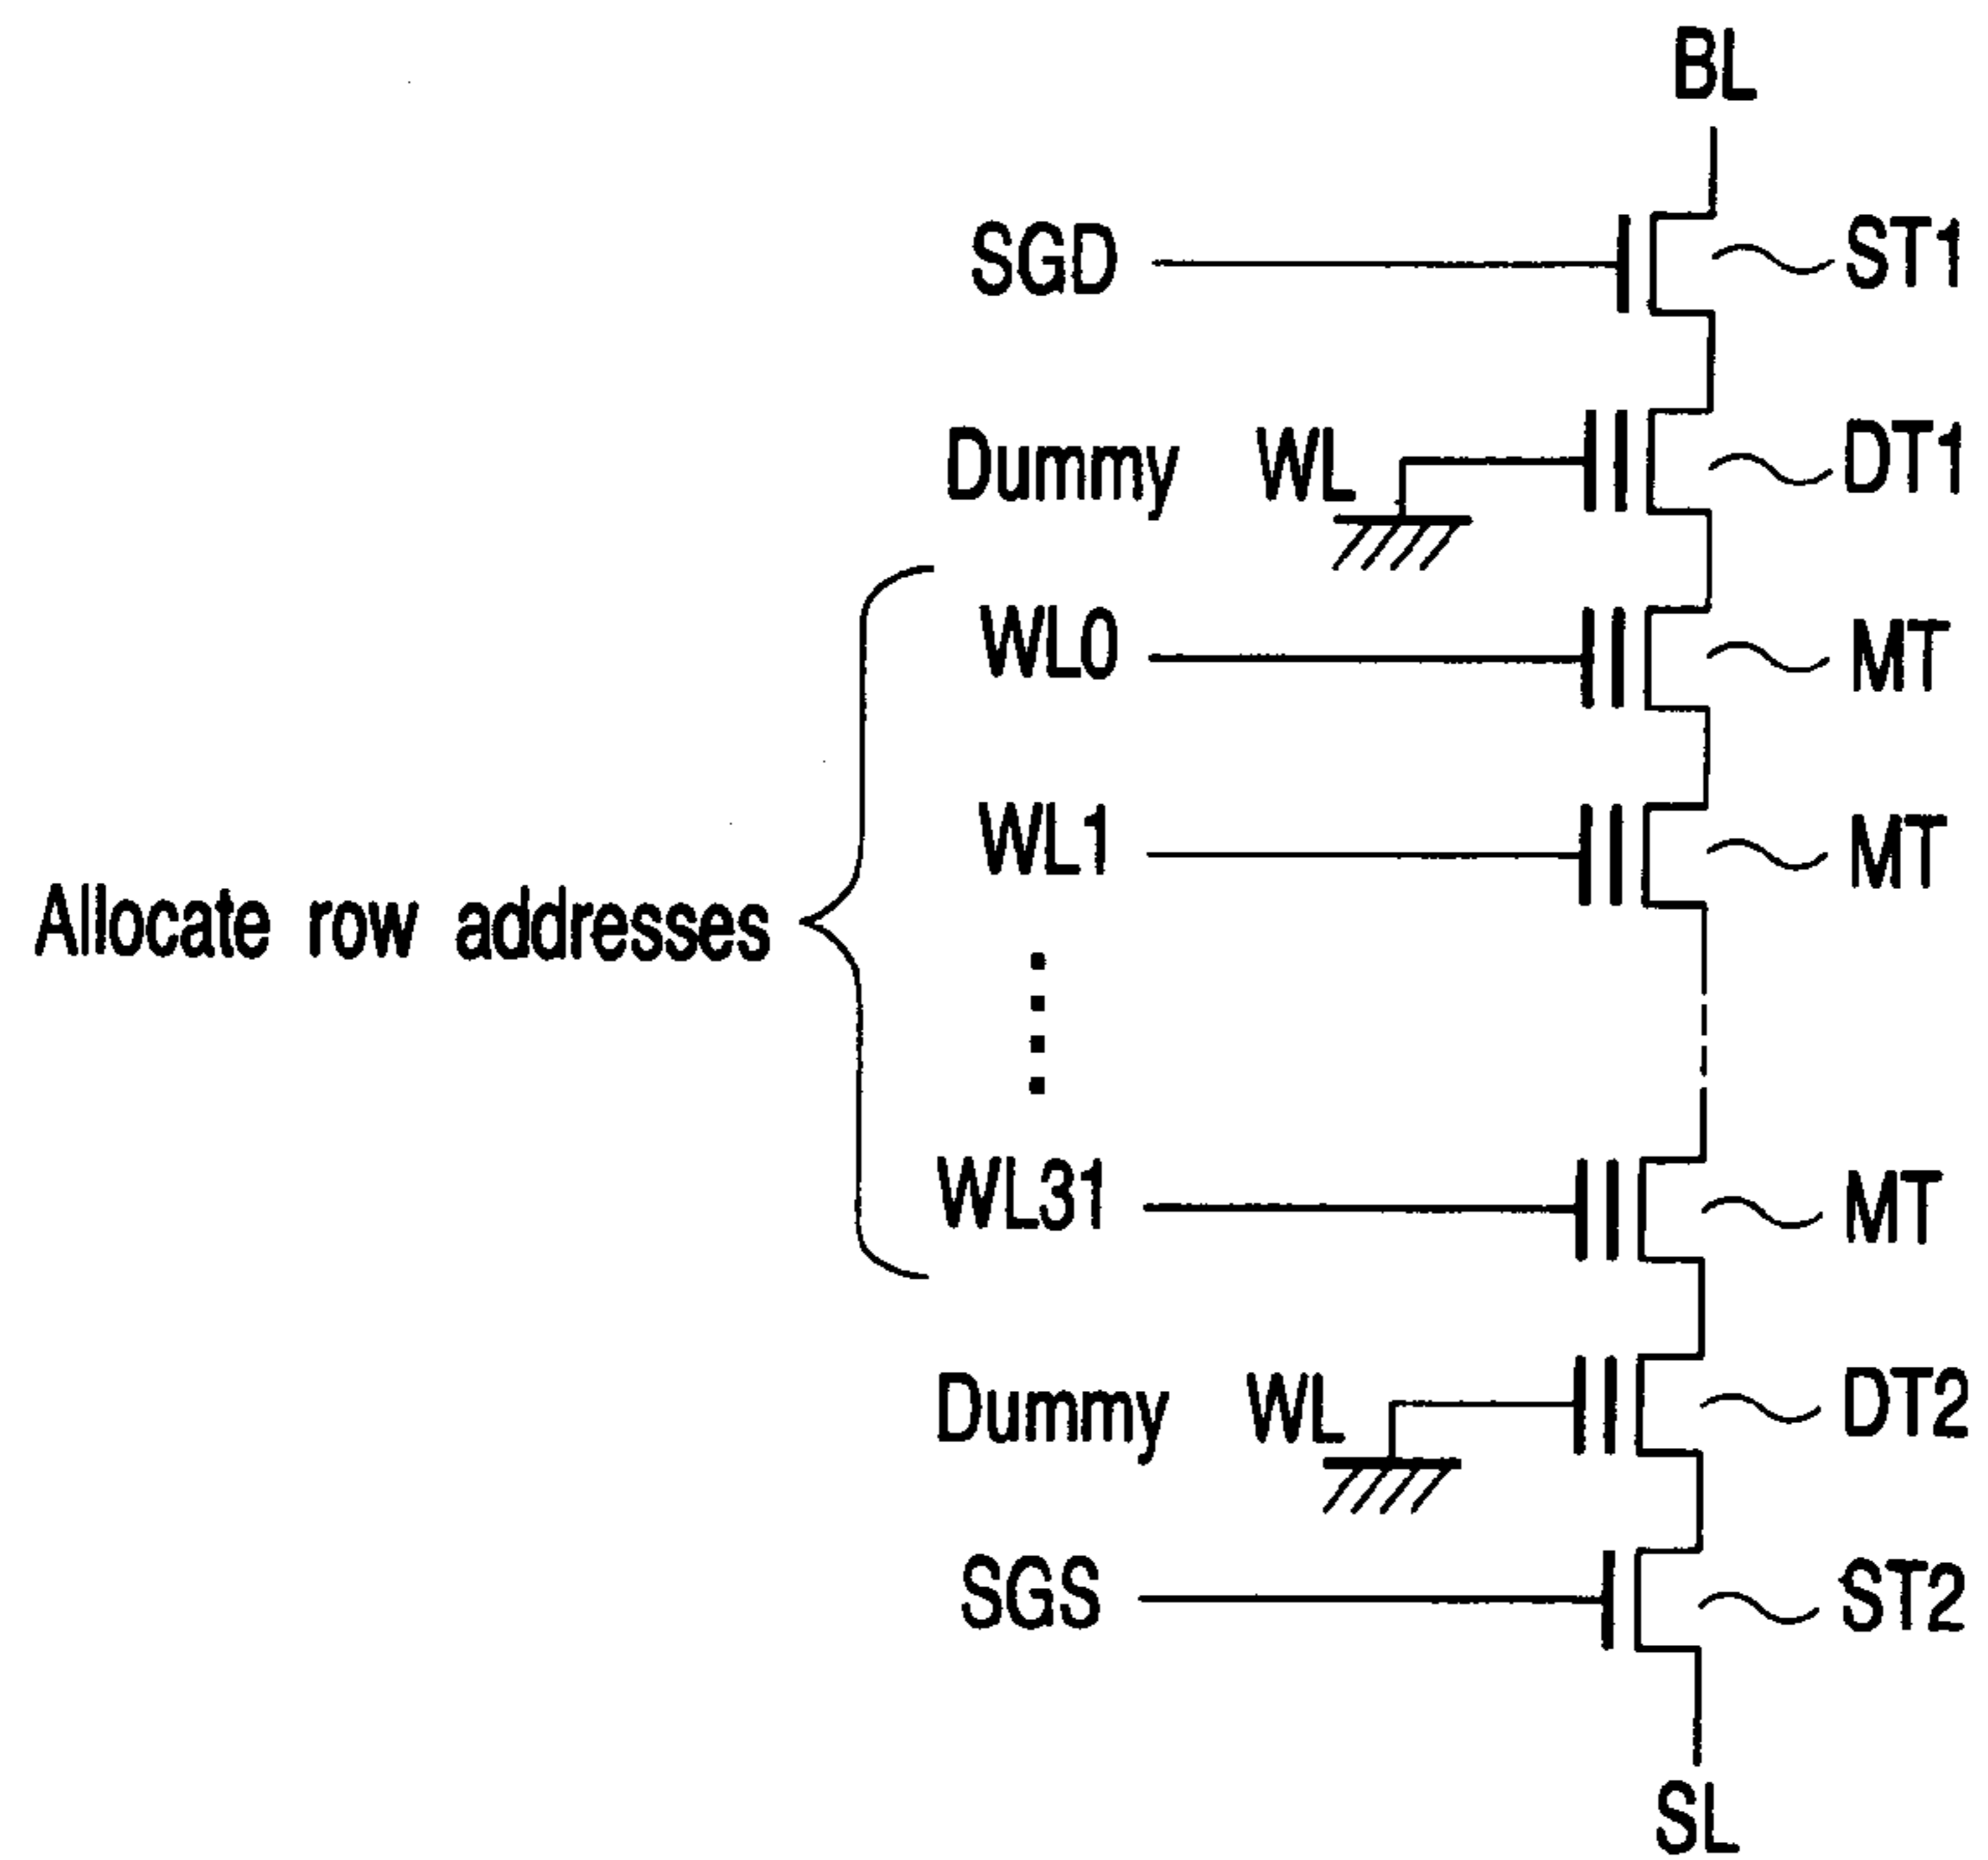 BL
SGD ST1
Dummy WL DT1
WL0 MT
WL1 MT
Allocate row addresses
WL31 MT
Dummy WL DT2
SGS ST2
SL